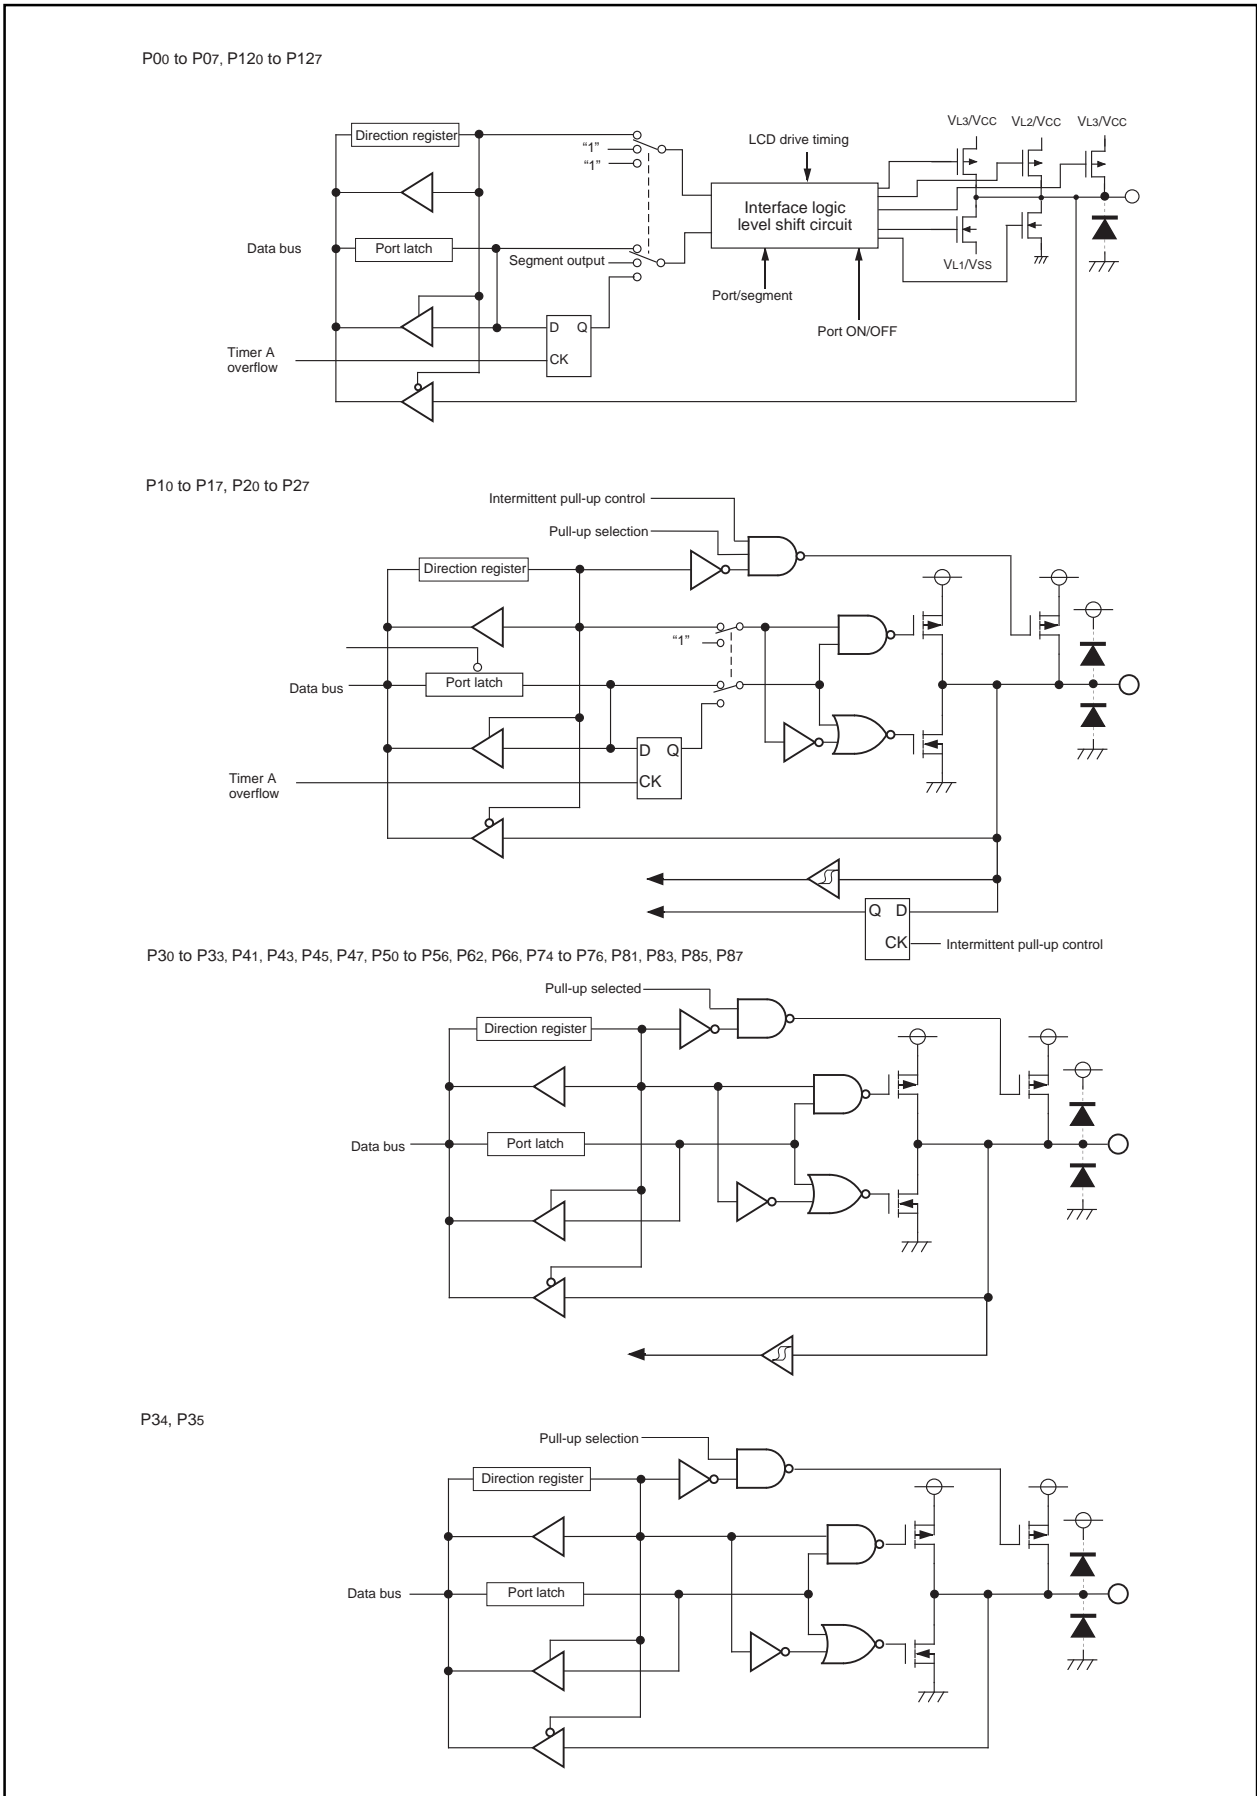 P00 to P07, P120 to P127
VL3/VCC VL2/VCC VL3/VCC
Direction register
LCD drive timing
"1"
"1"
Interface logic
level shift circuit
Data bus
Port latch
Segment output
VL1/VSS
Port/segment
D Q
CK
Port ON/OFF
Timer A
overflow
P10 to P17, P20 to P27
Intermittent pull-up control
Pull-up selection
Direction register
"1"
Data bus
Port latch
D Q
CK
Timer A
overflow
Q D
CK
Intermittent pull-up control
P30 to P33, P41, P43, P45, P47, P50 to P56, P62, P66, P74 to P76, P81, P83, P85, P87
Pull-up selected
Direction register
Data bus
Port latch
P34, P35
Pull-up selection
Direction register
Data bus
Port latch